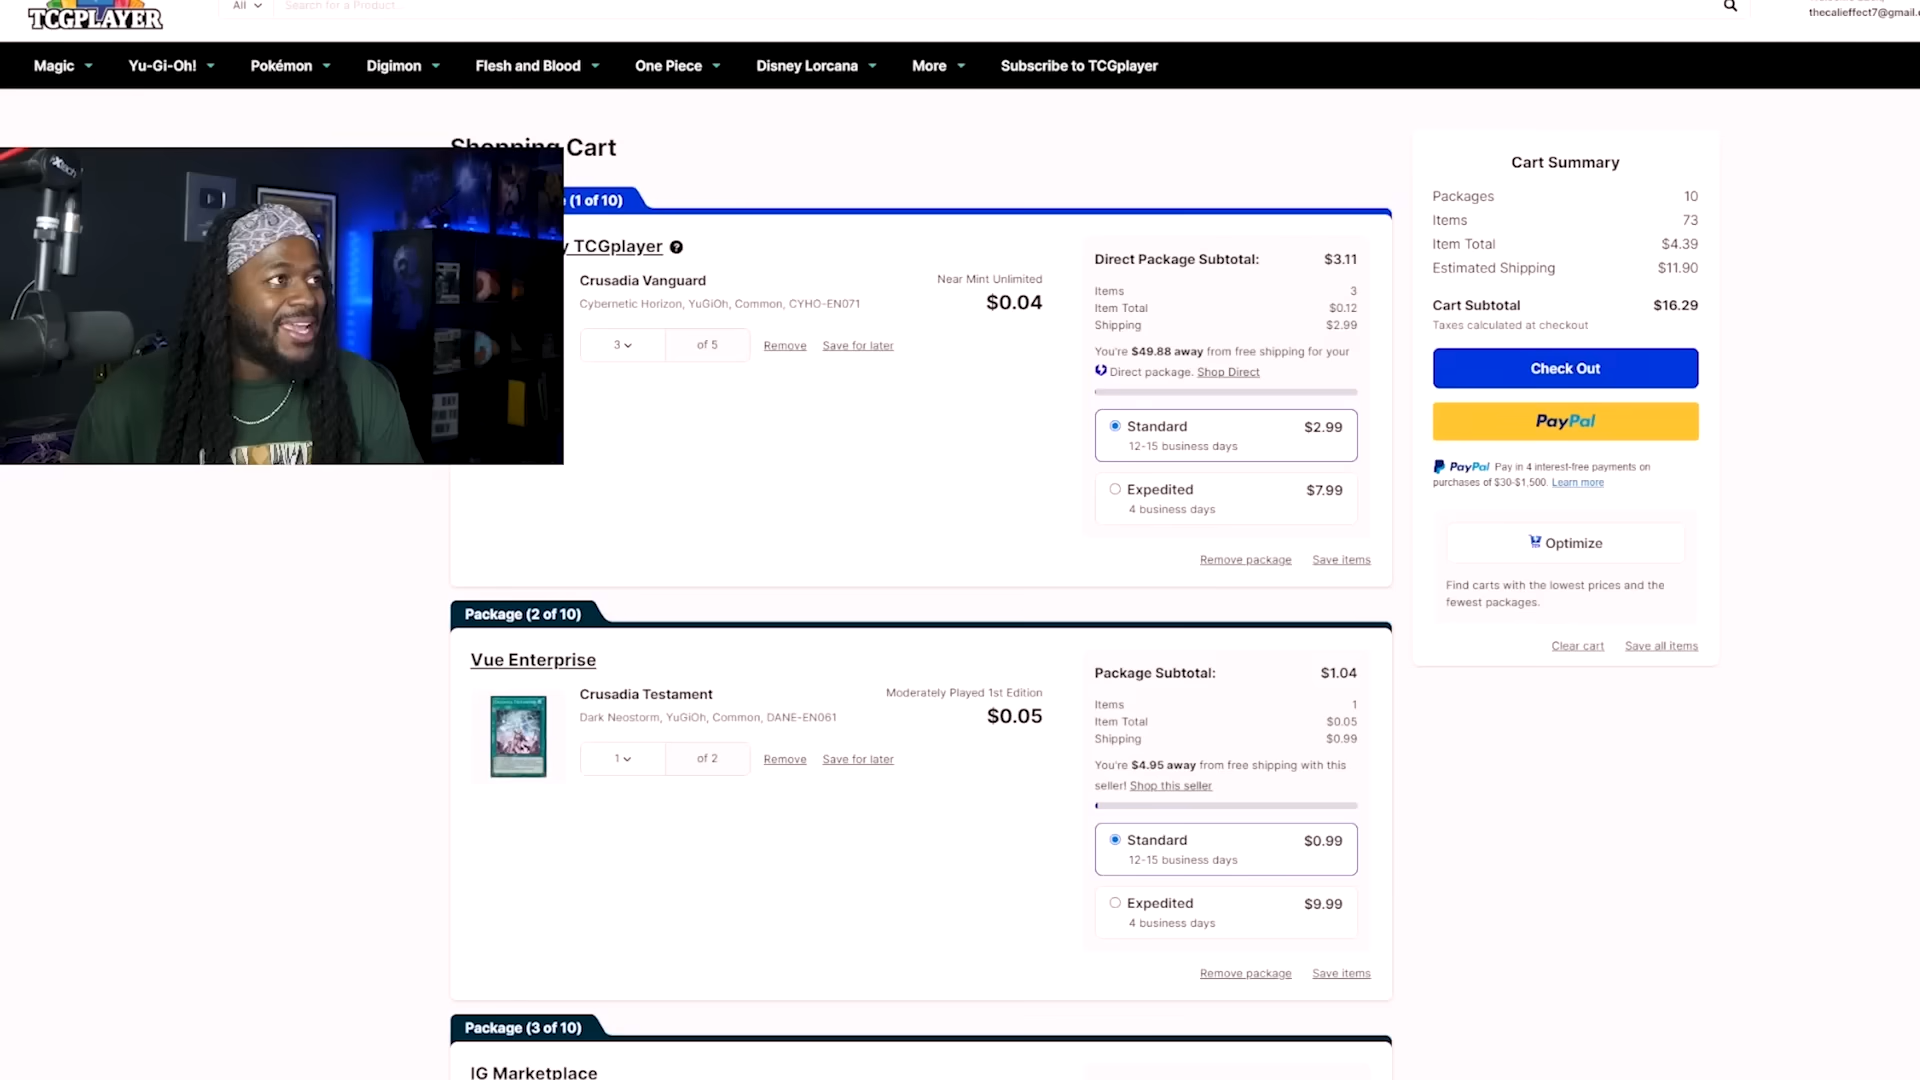 TCGPLAYER
All
Search for a Product...
thecalieffect7@gmail.
Magic
Yu-Gi-Oh!
Pokémon
Digimon
Flesh and Blood
One Piece
Disney Lorcana
More
Subscribe to TCGplayer
Shopping Cart
(1 of 10)
y TCGplayer
Crusadia Vanguard
Cybernetic Horizon, YuGiOh, Common, CYHO-EN071
3
of 5
Remove
Save for later
Near Mint Unlimited
$0.04
Direct Package Subtotal: $3.11
Items 3
Item Total $0.12
Shipping $2.99
You're $49.88 away from free shipping for your
Direct package. Shop Direct
Standard $2.99
12-15 business days
Expedited $7.99
4 business days
Remove package
Save items
Package (2 of 10)
Vue Enterprise
Crusadia Testament
Dark Neostorm, YuGiOh, Common, DANE-EN061
1
of 2
Remove
Save for later
Moderately Played 1st Edition
$0.05
Package Subtotal: $1.04
Items 1
Item Total $0.05
Shipping $0.99
You're $4.95 away from free shipping with this
seller! Shop this seller
Standard $0.99
12-15 business days
Expedited $9.99
4 business days
Remove package
Save items
Package (3 of 10)
IG Marketplace
Cart Summary
Packages 10
Items 73
Item Total $4.39
Estimated Shipping $11.90
Cart Subtotal $16.29
Taxes calculated at checkout
Check Out
PayPal
PayPal Pay in 4 interest-free payments on
purchases of $30-$1,500. Learn more
Optimize
Find carts with the lowest prices and the
fewest packages.
Clear cart
Save all items